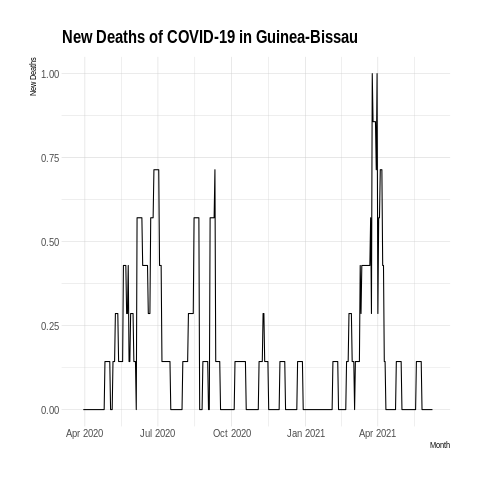 New Deaths of COVID-19 in Guinea-Bissau
New Deaths
1.00
0.75
0.50
0.25
0.00
Apr 2020 Jul 2020 Oct 2020 Jan 2021 Apr 2021
Month